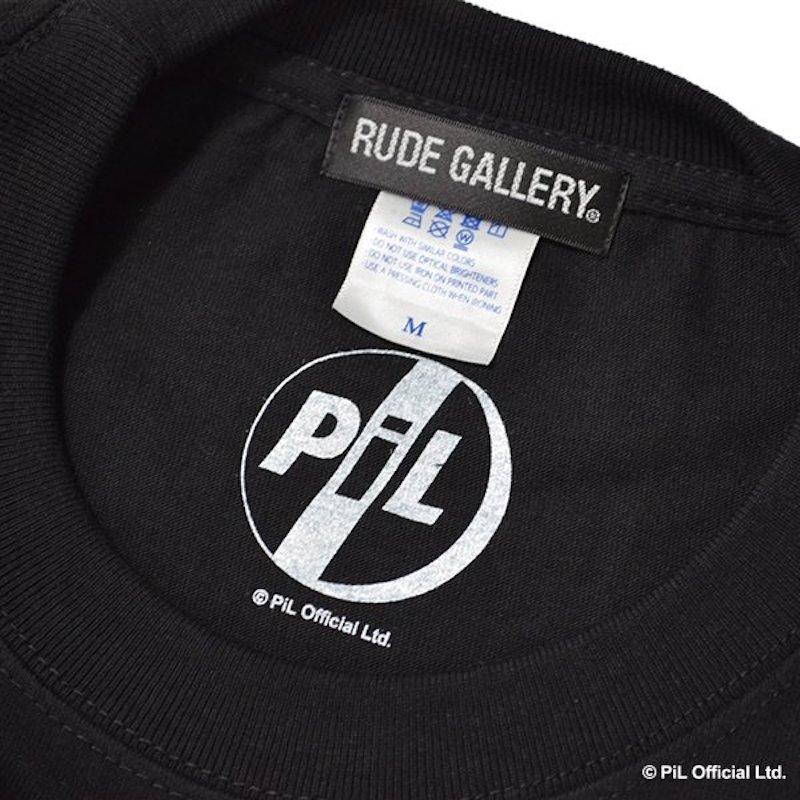 RUDE GALLERY®
WASH WITH SIMILAR COLORS
DO NOT USE OPTICAL BRIGHTENERS
DO NOT USE IRON ON PRINTED PART
USE A PRESSING CLOTH WHEN IRONING
M
PiL
© PiL Official Ltd.
© PiL Official Ltd.